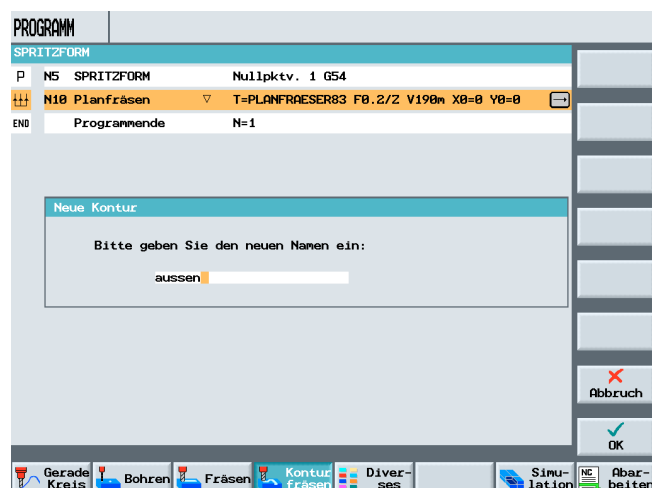 PROGRAMM
SPRITZFORM
P N5 SPRITZFORM Nullpktv. 1 G54
N10 Planfräsen ▽ T=PLANFRAESER83 F0.2/Z V190m X0=0 Y0=0
END Programmende N=1
Neue Kontur
Bitte geben Sie den neuen Namen ein:
aussen
Abbruch
OK
Gerade
Kreis
Bohren
Fräsen
Kontur
fräsen
Diver-
ses
Simu-
lation
NC
Abar-
beiten